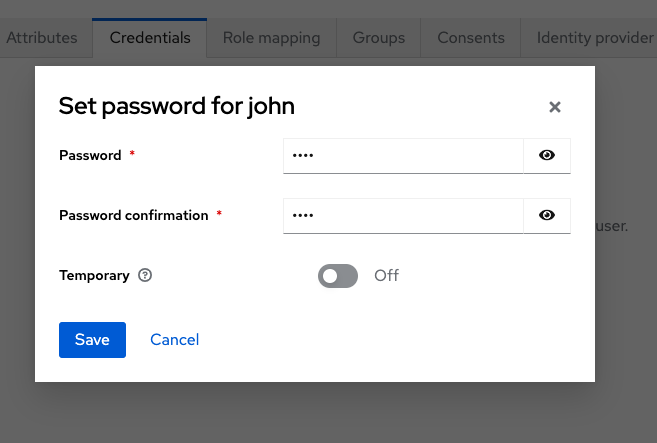 Attributes Credentials Role mapping Groups Consents Identity provider
Set password for john
Password *
••••
Password confirmation *
••••
user.
Temporary
Off
Save Cancel